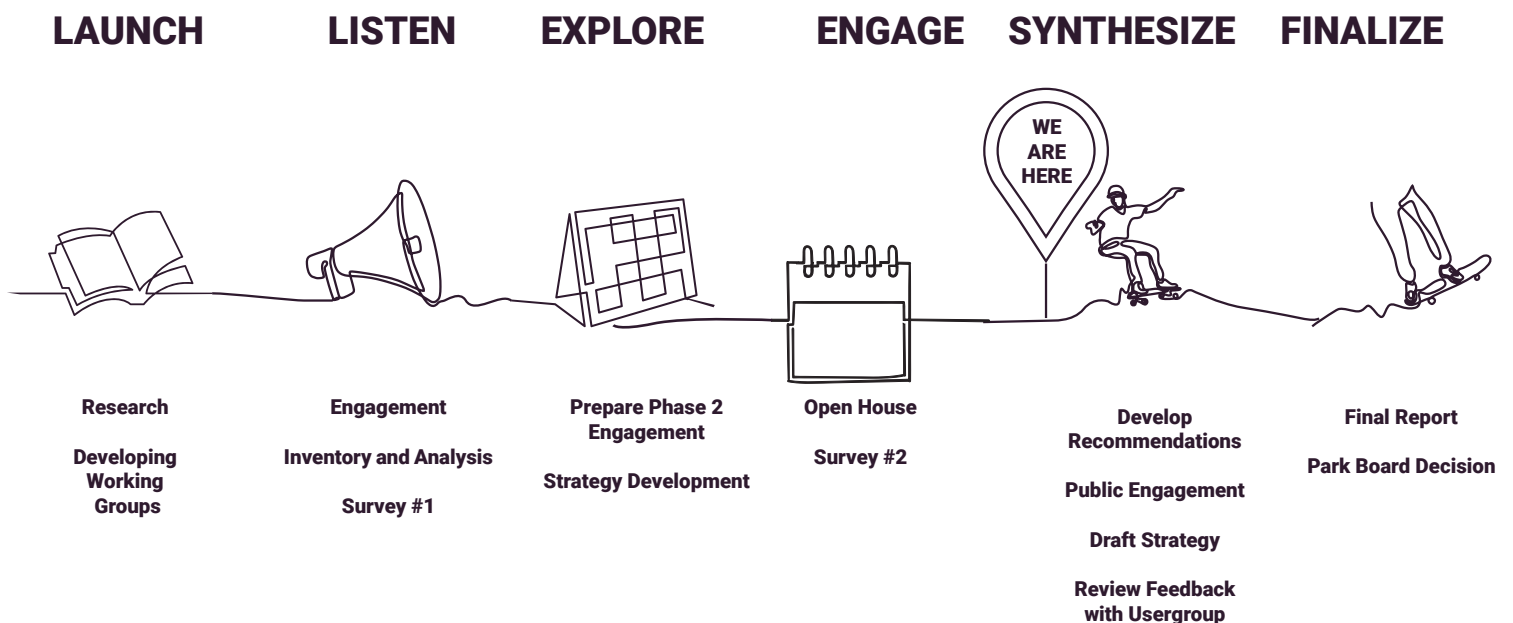 LAUNCH
LISTEN
EXPLORE
ENGAGE
SYNTHESIZE
FINALIZE
WE
ARE
HERE
Research
Developing
Working
Groups
Engagement
Inventory and Analysis
Survey #1
Prepare Phase 2
Engagement
Strategy Development
Open House
Survey #2
Develop
Recommendations
Public Engagement
Draft Strategy
Review Feedback
with Usergroup
Final Report
Park Board Decision